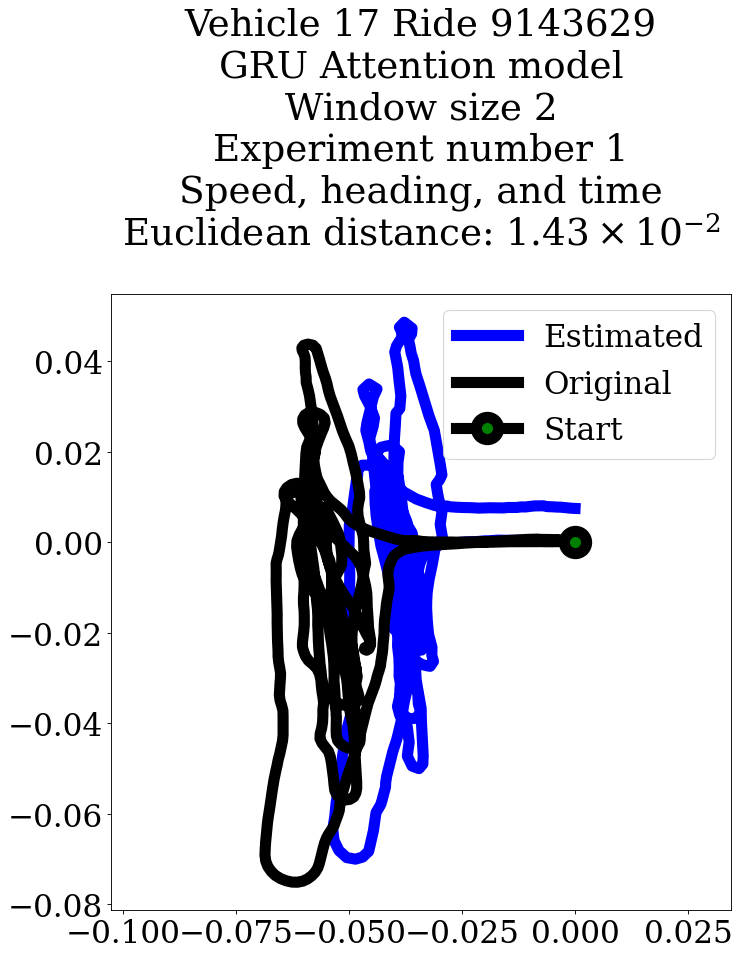 Vehicle 17 Ride 9143629
GRU Attention model
Window size 2
Experiment number 1
Speed, heading, and time
Euclidean distance: 1.43 × 10⁻²
Estimated
Original
Start
0.04
0.02
0.00
−0.02
−0.04
−0.06
−0.08
−0.100 −0.075 −0.050 −0.025 0.000 0.025